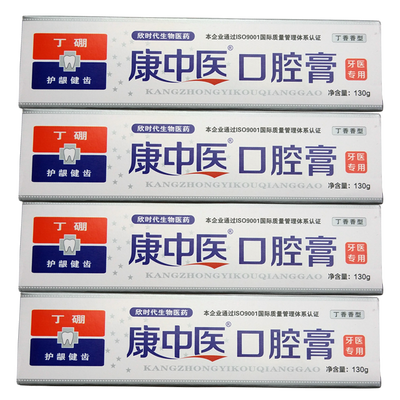 丁硼
护龈健齿
欣时代生物医药
本企业通过ISO9001国际质量管理体系认证
丁香香型
康中医® 口腔膏
KANGZHONGYIKOUQIANGGAO
牙医
专用
净含量：130g
丁硼
护龈健齿
欣时代生物医药
本企业通过ISO9001国际质量管理体系认证
丁香香型
康中医® 口腔膏
KANGZHONGYIKOUQIANGGAO
牙医
专用
净含量：130g
丁硼
护龈健齿
欣时代生物医药
本企业通过ISO9001国际质量管理体系认证
丁香香型
康中医® 口腔膏
KANGZHONGYIKOUQIANGGAO
牙医
专用
净含量：130g
丁硼
护龈健齿
欣时代生物医药
本企业通过ISO9001国际质量管理体系认证
丁香香型
康中医® 口腔膏
KANGZHONGYIKOUQIANGGAO
牙医
专用
净含量：130g